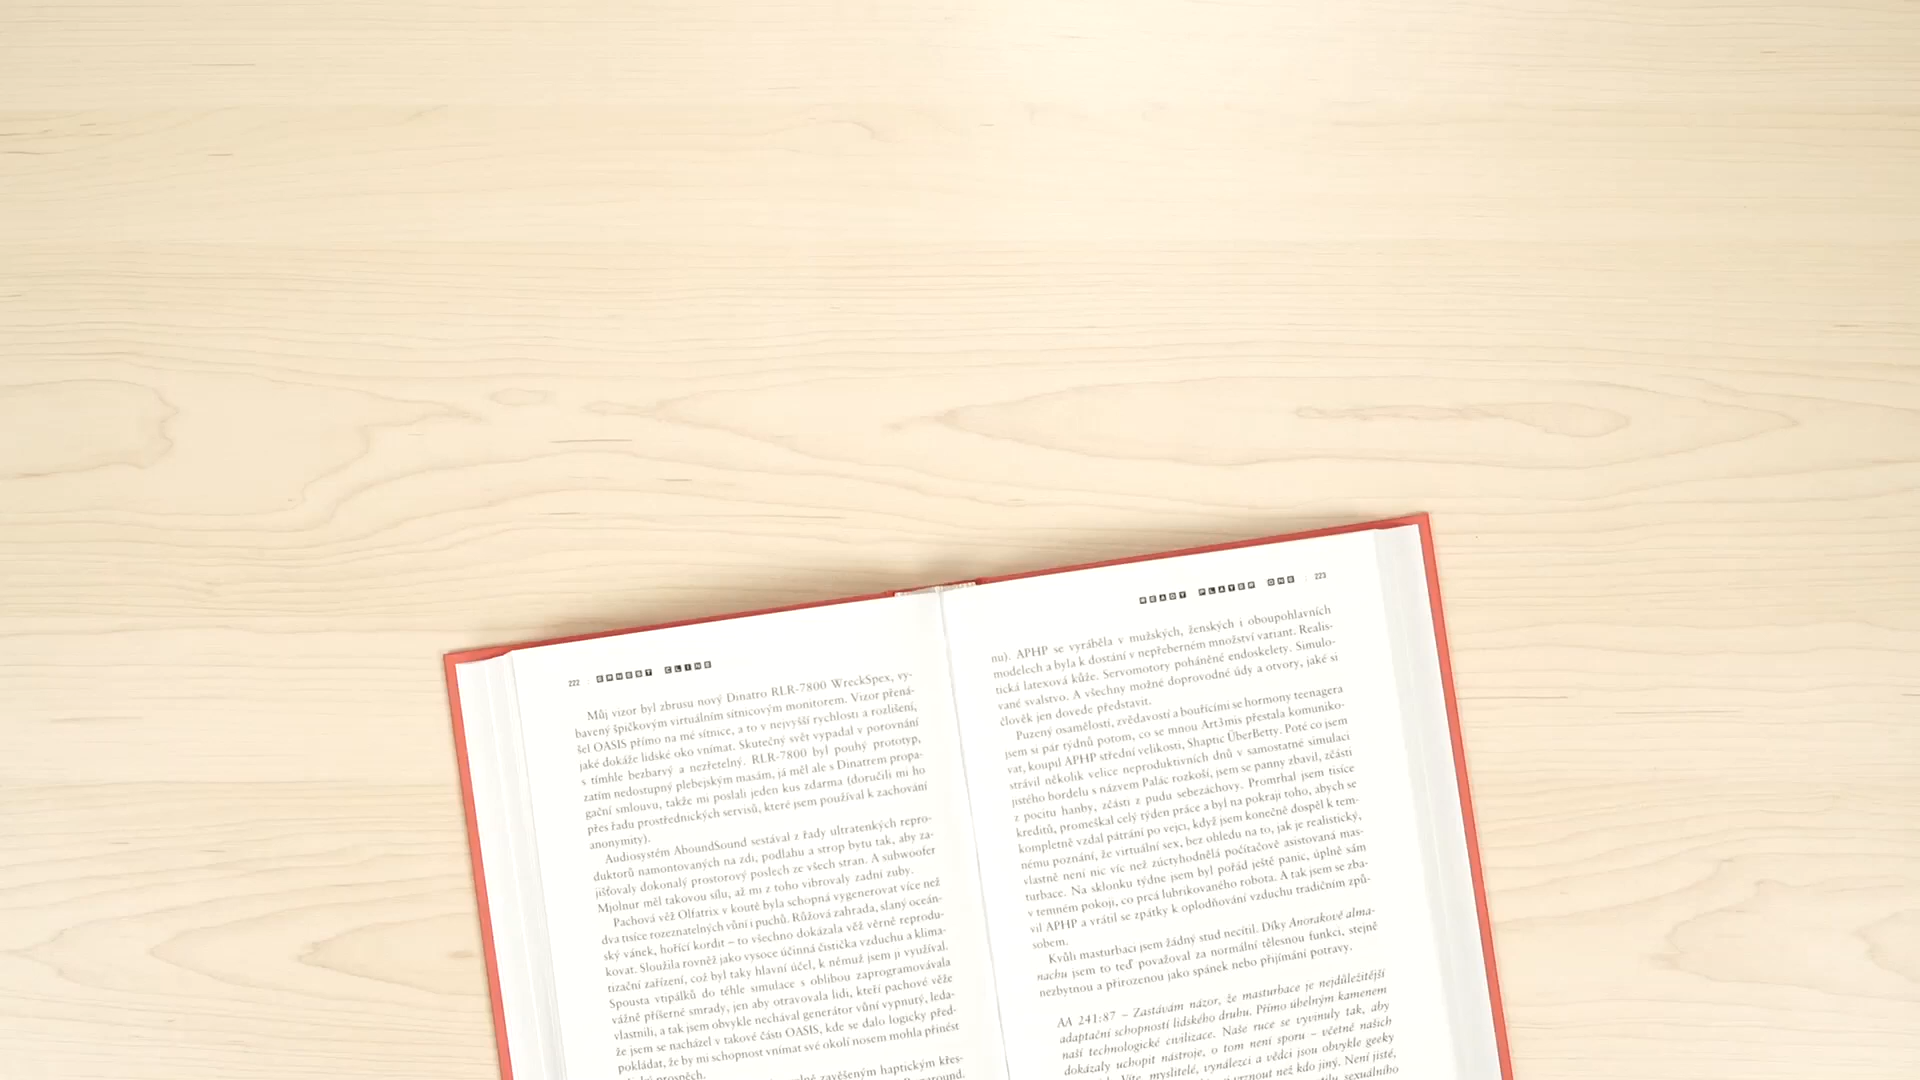 222 : ERNEST CLINE
Můj vizor byl zbrusu nový Dinatro RLR-7800 WreckSpex, vy-
bavený špičkovým virtuálním sítnicovým monitorem. Vizor přená-
šel OASIS přímo na mé sítnice, a to v nejvyšší rychlosti a rozlišení,
jaké dokáže lidské oko vnímat. Skutečný svět vypadal v porovnání
s tímhle bezbarvý a nezřetelný. RLR-7800 byl pouhý prototyp,
zatím nedostupný plebejským masám, já měl ale s Dinatrem propa-
gační smlouvu, takže mi poslali jeden kus zdarma (doručili mi ho
přes řadu prostřednických servisů, které jsem používal k zachování
anonymity).
Audiosystém AboundSound sestával z řady ultratenkých repro-
duktorů namontovaných na zdi, podlahu a strop bytu tak, aby za-
jišťovaly dokonalý prostorový poslech ze všech stran. A subwoofer
Mjolnur měl takovou sílu, až mi z toho vibrovaly zadní zuby.
Pachová věž Olfatrix v koutě byla schopná vygenerovat více než
dva tisíce rozeznatelných vůní i puchů. Růžová zahrada, slaný oceán-
ský vánek, hořící kordit – to všechno dokázala věž věrně reprodu-
kovat. Sloužila rovněž jako vysoce účinná čistička vzduchu a klima-
tizační zařízení, což byl taky hlavní účel, k němuž jsem ji využíval.
Spousta vtipálků do téhle simulace s oblibou zaprogramovávala
vážně příšerné smrady, jen aby otravovala lidi, kteří pachové věže
vlastnili, a tak jsem obvykle nechával generátor vůní vypnutý, leda-
že jsem se nacházel v takové části OASIS, kde se dalo logicky před-
pokládat, že by mi schopnost vnímat své okolí nosem mohla přinést
prospěch.
zavěšeným haptickým křes-
READY PLAYER ONE : 223
nu). APHP se vyráběla v mužských, ženských i oboupohlavních
modelech a byla k dostání v nepřeberném množství variant. Realis-
tická latexová kůže. Servomotory poháněné endoskelety. Simulo-
vané svalstvo. A všechny možné doprovodné údy a otvory, jaké si
člověk jen dovede představit.
Puzený osamělostí, zvědavostí a bouřícími se hormony teenagera
jsem si pár týdnů potom, co se mnou Art3mis přestala komuniko-
vat, koupil APHP střední velikosti, Shaptic ÜberBetty. Poté co jsem
strávil několik velice neproduktivních dnů v samostatné simulaci
jistého bordelu s názvem Palác rozkoší, jsem se panny zbavil, zčásti
z pocitu hanby, zčásti z pudu sebezáchovy. Promrhal jsem tisíce
kreditů, promeškal celý týden práce a byl na pokraji toho, abych se
kompletně vzdal pátrání po vejci, když jsem konečně dospěl k tem-
nému poznání, že virtuální sex, bez ohledu na to, jak je realistický,
vlastně není nic víc než zúctyhodnělá počítačově asistovaná mas-
turbace. Na sklonku týdne jsem byl pořád ještě panic, úplně sám
v temném pokoji, co prcá lubrikovaného robota. A tak jsem se zba-
vil APHP a vrátil se zpátky k oplodňování vzduchu tradičním způ-
sobem.
Kvůli masturbaci jsem žádný stud necítil. Díky Anorakově alma-
nachu jsem to teď považoval za normální tělesnou funkci, stejně
nezbytnou a přirozenou jako spánek nebo přijímání potravy.
AA 241:87 – Zastávám názor, že masturbace je nejdůležitější
adaptační schopností lidského druhu. Přímo úhelným kamenem
naší technologické civilizace. Naše ruce se vyvinuly tak, aby
dokázaly uchopit nástroje, o tom není sporu – včetně našich
Víte, myslitelé, vynálezci a vědci jsou obvykle geeky
než kdo jiný. Není jisté,
sexuálního